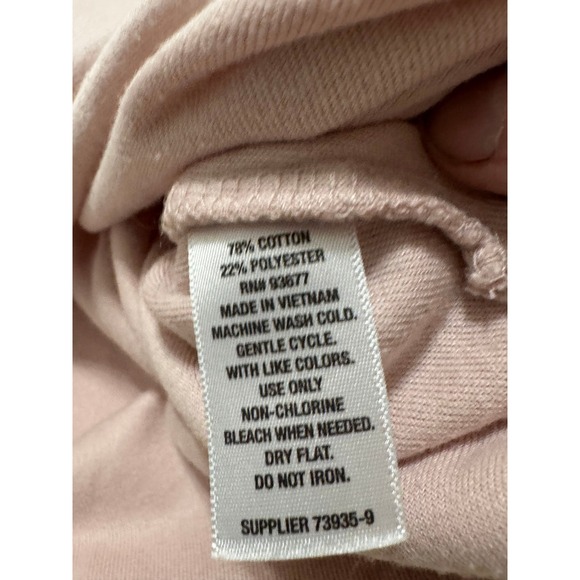 78% COTTON
22% POLYESTER
RN# 93677
MADE IN VIETNAM
MACHINE WASH COLD.
GENTLE CYCLE.
WITH LIKE COLORS.
USE ONLY
NON-CHLORINE
BLEACH WHEN NEEDED.
DRY FLAT.
DO NOT IRON.
SUPPLIER 73935-9